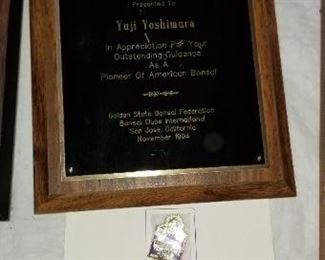 Presented To
Yuji Yoshimura
In Appreciation For Your
Outstanding Guidance
As A
Pioneer Of American Bonsai
Golden State Bonsai Federation
Bonsai Clubs International
San Jose, California
November 1994